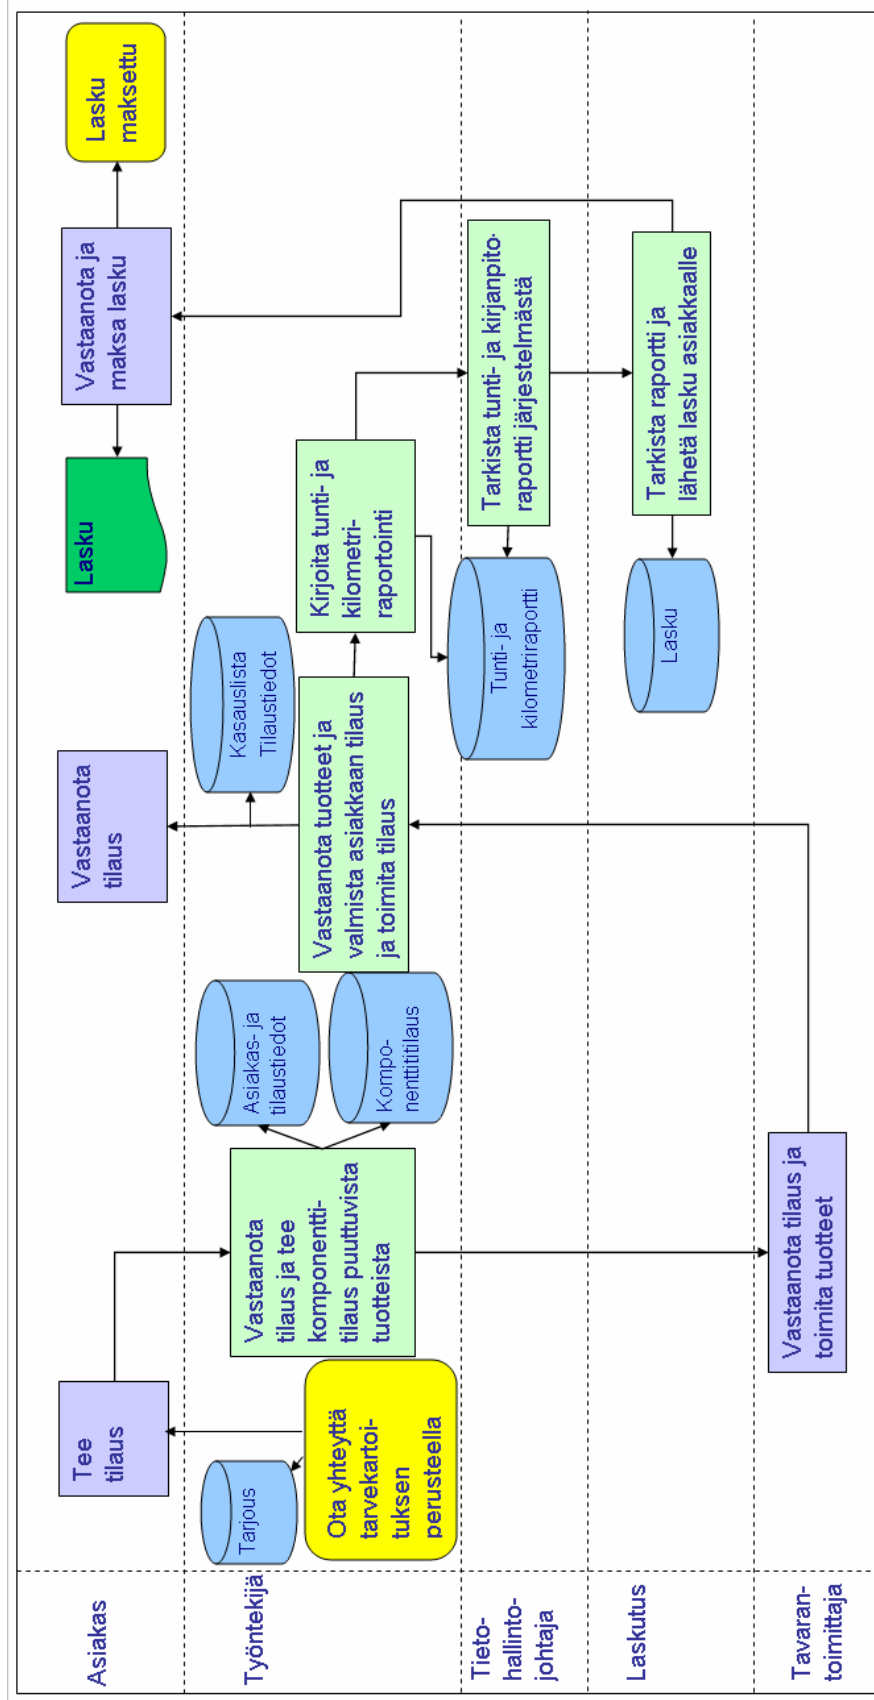 Asiakas
Tee
tilaus
Vastaanota
tilaus
Lasku
Vastaanota ja
maksa lasku
Lasku
maksettu
Työntekijä
Tarjous
Ota yhteyttä
tarvekartoi-
tuksen
perusteella
Vastaanota
tilaus ja tee
komponentti-
tilaus puuttuvista
tuotteista
Asiakas- ja
tilaustiedot
Kompo-
nenttititilaus
Vastaanota tuotteet ja
valmista asiakkaan tilaus
ja toimita tilaus
Kasauslista
Tilaustiedot
Kirjoita tunti- ja
kilometri-
raportointi
Tieto-
hallinto-
johtaja
Tunti- ja
kilometriraportti
Tarkista tunti- ja kirjanpito-
raportti järjestelmästä
Laskutus
Lasku
Tarkista raportti ja
lähetä lasku asiakkaalle
Tavaran-
toimittaja
Vastaanota tilaus ja
toimita tuotteet